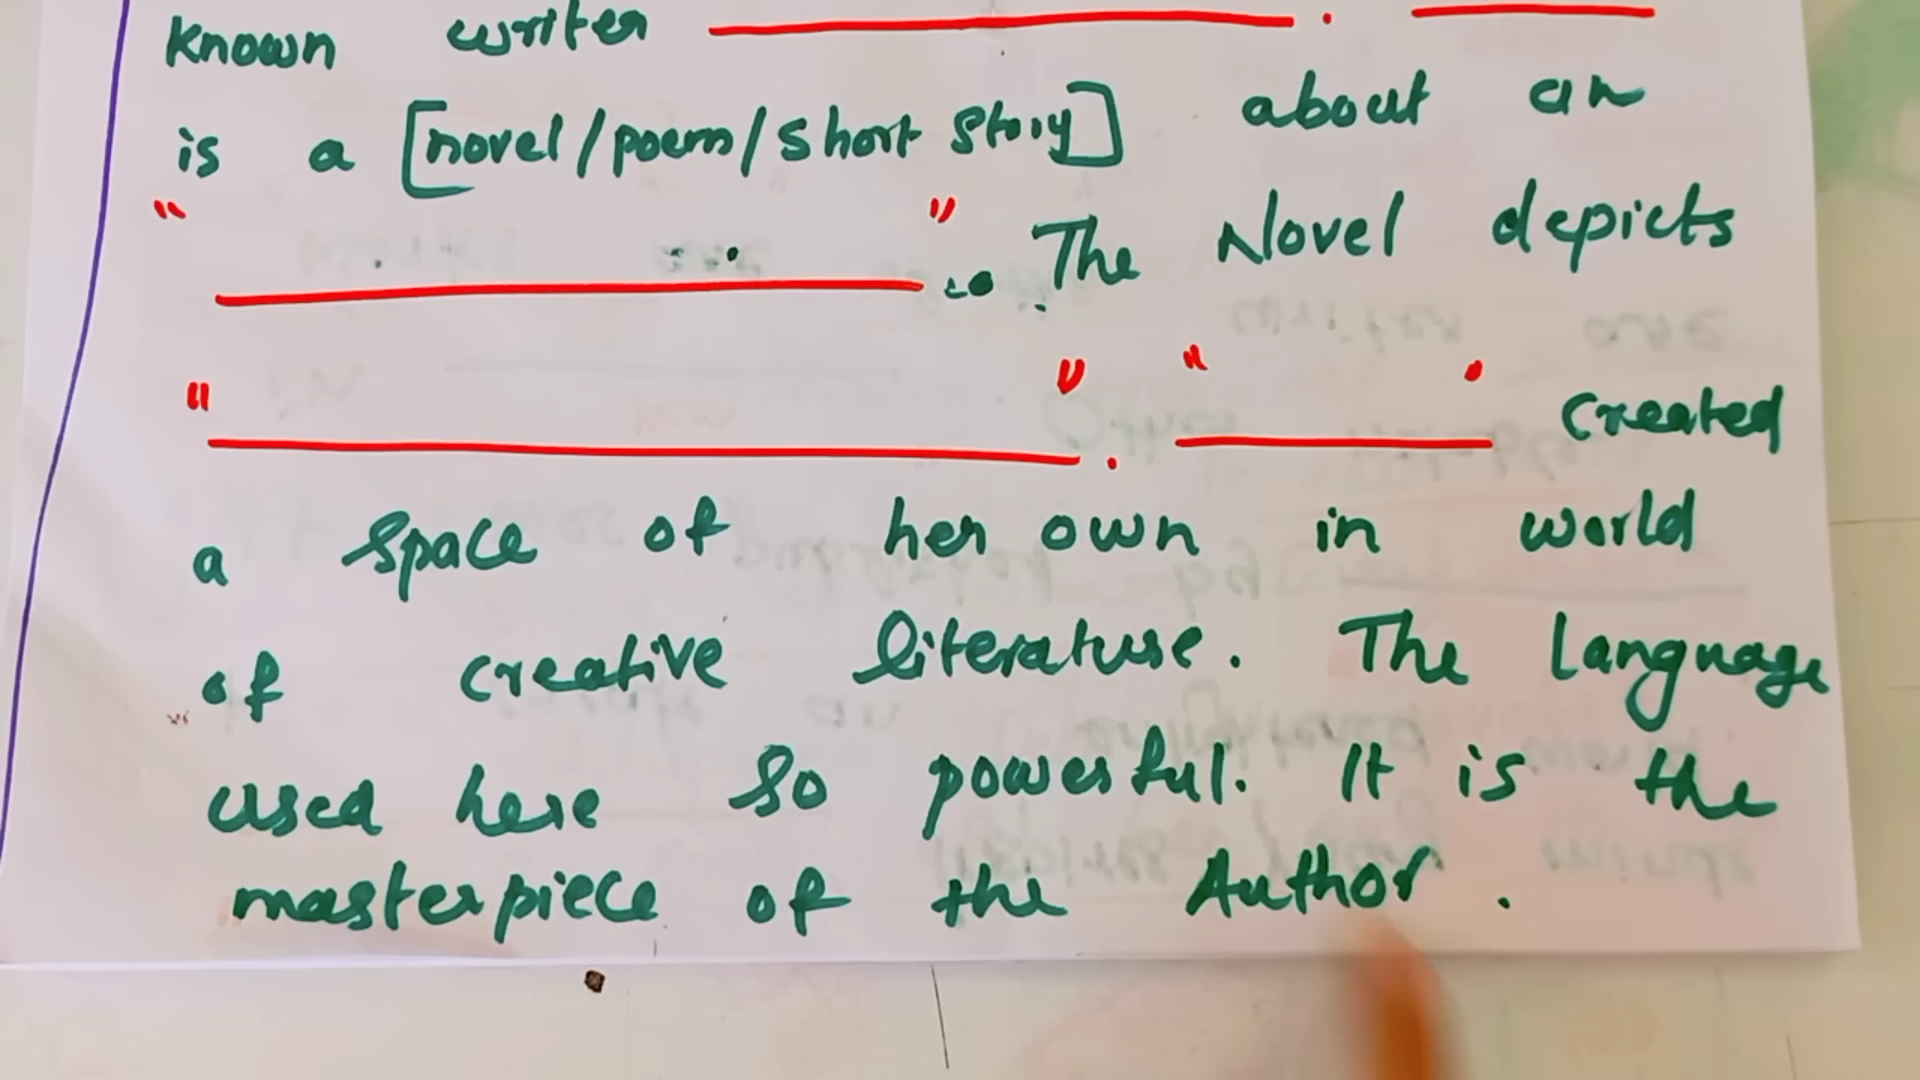 known writer ________. ____
is a [novel/poem/short story] about an
" ________ ". The Novel depicts
" ________ ". " ____ " created
a space of her own in world
of creative literature. The language
used here so powerful. It is the
masterpiece of the Author.